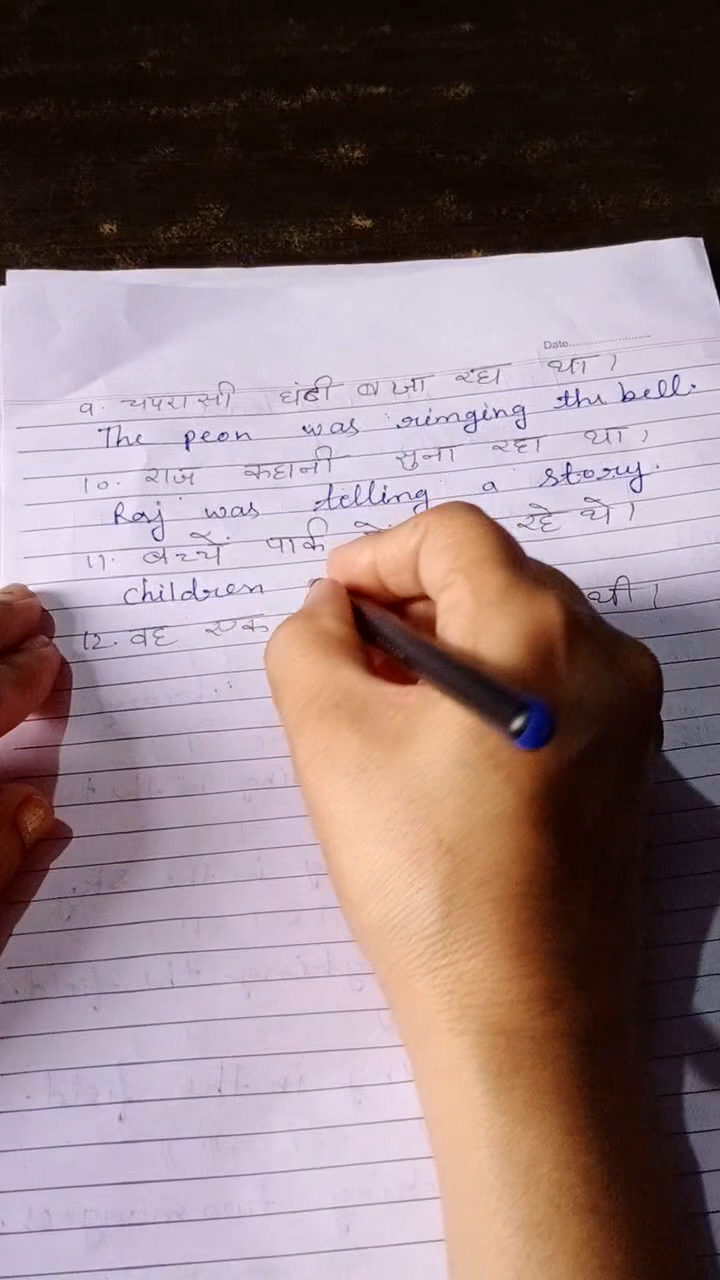 Date..........................
9. चपरासी घंटी बजा रहा था।
The peon was ringing the bell.
10. राज कहानी सुना रहा था।
Raj was telling a story.
11. बच्चें पार्क में रहे थे।
children
12. वह एक थी।